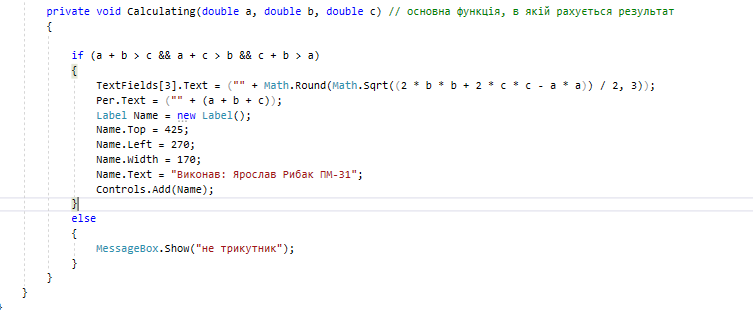 private void Calculating(double a, double b, double c) // основна функція, в якій рахується результат
{
if (a + b > c && a + c > b && c + b > a)
{
TextFields[3].Text = ("" + Math.Round(Math.Sqrt((2 * b * b + 2 * c * c - a * a)) / 2, 3));
Per.Text = ("" + (a + b + c));
Label Name = new Label();
Name.Top = 425;
Name.Left = 270;
Name.Width = 170;
Name.Text = "Виконав: Ярослав Рибак ПМ-31";
Controls.Add(Name);
}
else
{
MessageBox.Show("не трикутник");
}
}
}
}